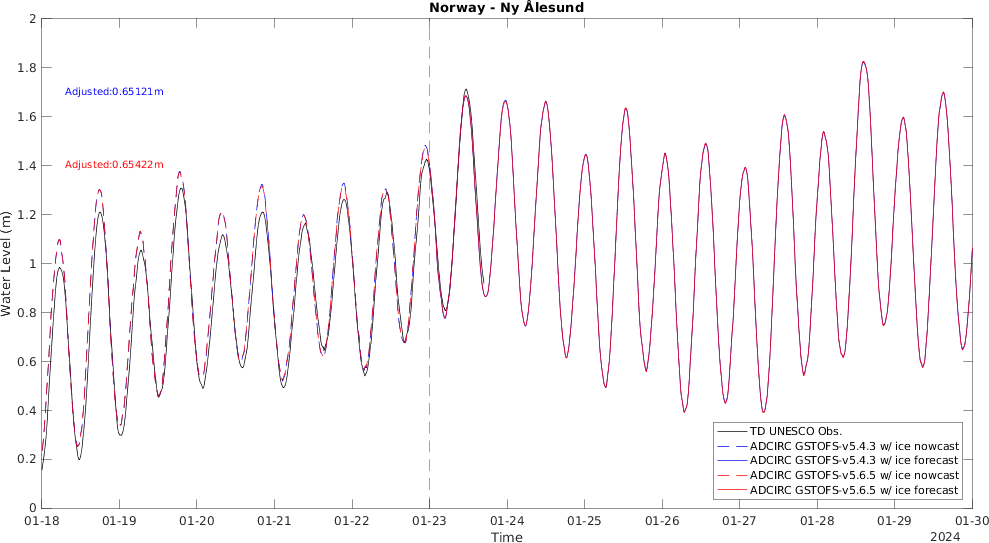 Norway - Ny Ålesund
2
1.8
1.6
1.4
1.2
1
0.8
0.6
0.4
0.2
0
Water Level (m)
Adjusted:0.65121m
Adjusted:0.65422m
TD UNESCO Obs.
ADCIRC GSTOFS-v5.4.3 w/ ice nowcast
ADCIRC GSTOFS-v5.4.3 w/ ice forecast
ADCIRC GSTOFS-v5.6.5 w/ ice nowcast
ADCIRC GSTOFS-v5.6.5 w/ ice forecast
01-18 01-19 01-20 01-21 01-22 01-23 01-24 01-25 01-26 01-27 01-28 01-29 01-30
Time
2024